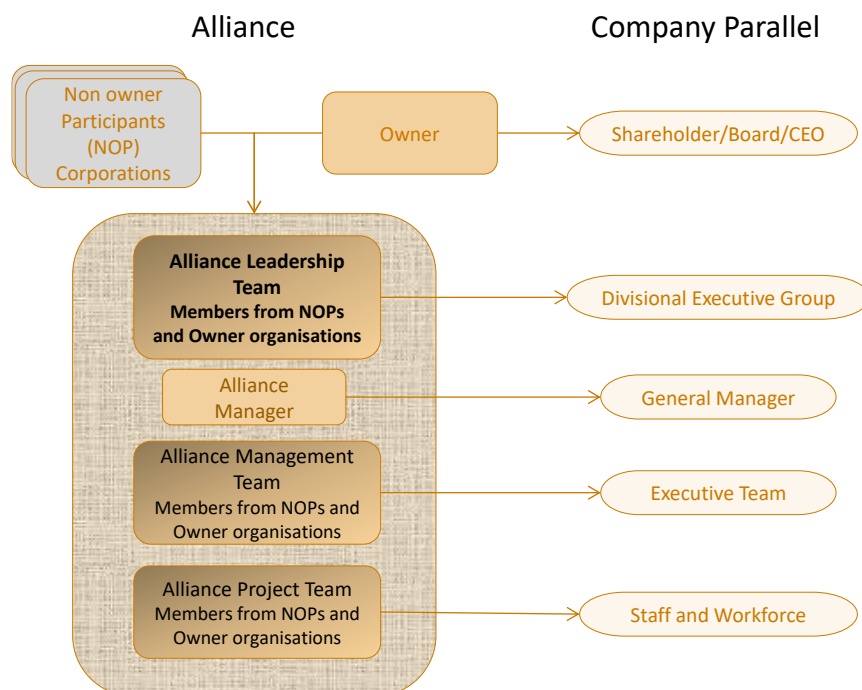 Alliance
Company Parallel
Non owner
Participants
(NOP)
Corporations
Owner
Shareholder/Board/CEO
Alliance Leadership
Team
Members from NOPs
and Owner organisations
Divisional Executive Group
Alliance
Manager
General Manager
Alliance Management
Team
Members from NOPs and
Owner organisations
Executive Team
Alliance Project Team
Members from NOPs and
Owner organisations
Staff and Workforce